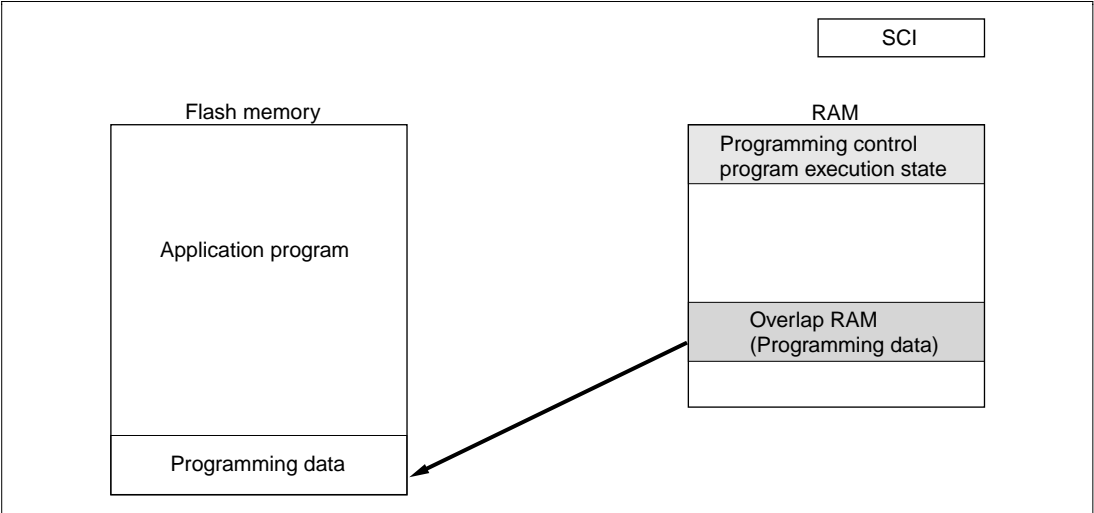 SCI
Flash memory
RAM
Programming control
program execution state
Application program
Overlap RAM
(Programming data)
Programming data